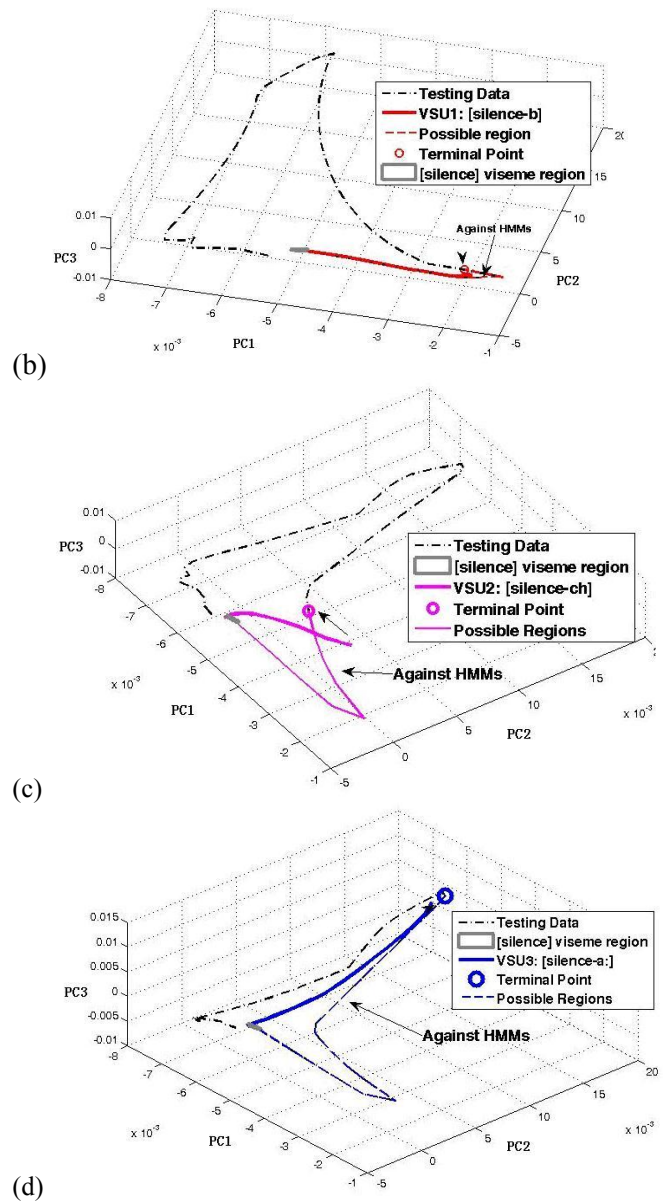 Testing Data
VSU1: [silence-b]
Possible region
Terminal Point
[silence] viseme region
Against HMMs
20
15
10
5
0
-5
PC2
0.01
0
-0.01
PC3
-8
-7
-6
-5
-4
-3
-2
-1
x 10⁻³
PC1
(b)
Testing Data
[silence] viseme region
VSU2: [silence-ch]
Terminal Point
Possible Regions
Against HMMs
0.01
0
-0.01
PC3
-8
-7
-6
-5
-4
-3
-2
-1
x 10⁻³
PC1
-5
0
5
10
15
x 10⁻³
PC2
(c)
Testing Data
[silence] viseme region
VSU3: [silence-a:]
Terminal Point
Possible Regions
Against HMMs
0.015
0.01
0.005
0
-0.005
-0.01
PC3
-8
-7
-6
-5
-4
-3
-2
-1
x 10⁻³
PC1
-5
0
5
10
15
20
x 10⁻³
PC2
(d)